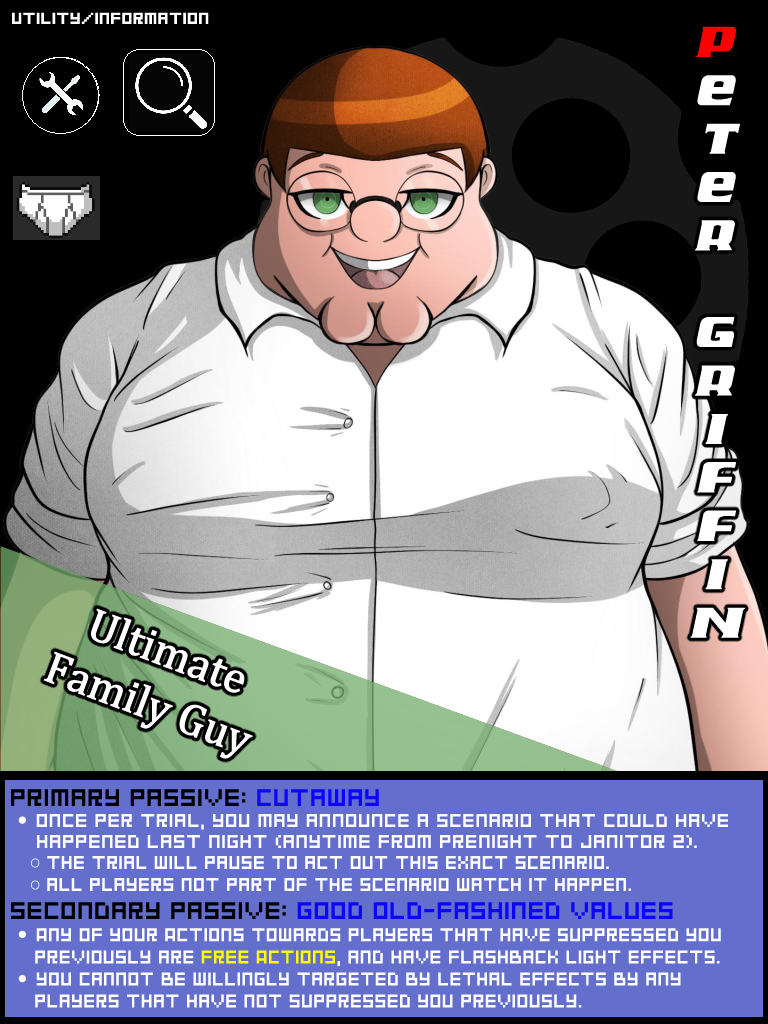 UTILITY/INFORMATION
PETER GRIFFIN
Ultimate
Family Guy
PRIMARY PASSIVE: CUTAWAY
• ONCE PER TRIAL, YOU MAY ANNOUNCE A SCENARIO THAT COULD HAVE
HAPPENED LAST NIGHT (ANYTIME FROM PRENIGHT TO JANITOR 2).
○ THE TRIAL WILL PAUSE TO ACT OUT THIS EXACT SCENARIO.
○ ALL PLAYERS NOT PART OF THE SCENARIO WATCH IT HAPPEN.
SECONDARY PASSIVE: GOOD OLD-FASHINED VALUES
• ANY OF YOUR ACTIONS TOWARDS PLAYERS THAT HAVE SUPPRESSED YOU
PREVIOUSLY ARE FREE ACTIONS, AND HAVE FLASHBACK LIGHT EFFECTS.
• YOU CANNOT BE WILLINGLY TARGETED BY LETHAL EFFECTS BY ANY
PLAYERS THAT HAVE NOT SUPPRESSED YOU PREVIOUSLY.